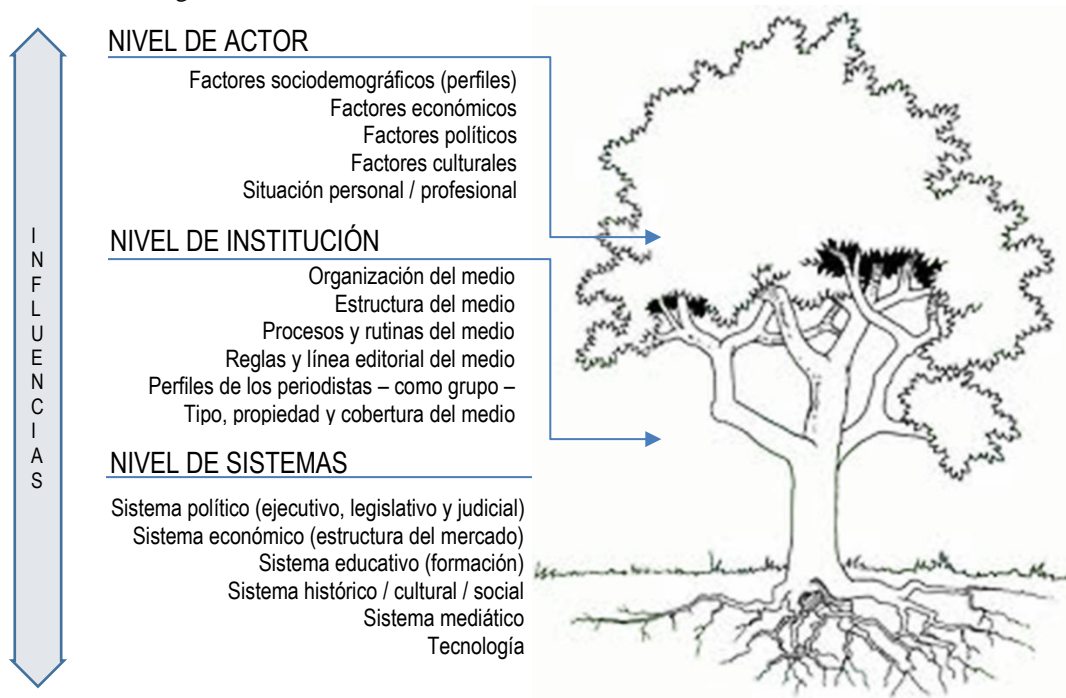 NIVEL DE ACTOR
Factores sociodemográficos (perfiles)
Factores económicos
Factores políticos
Factores culturales
Situación personal / profesional
NIVEL DE INSTITUCIÓN
Organización del medio
Estructura del medio
Procesos y rutinas del medio
Reglas y línea editorial del medio
Perfiles de los periodistas – como grupo –
Tipo, propiedad y cobertura del medio
NIVEL DE SISTEMAS
Sistema político (ejecutivo, legislativo y judicial)
Sistema económico (estructura del mercado)
Sistema educativo (formación)
Sistema histórico / cultural / social
Sistema mediático
Tecnología
INFLUENCIAS